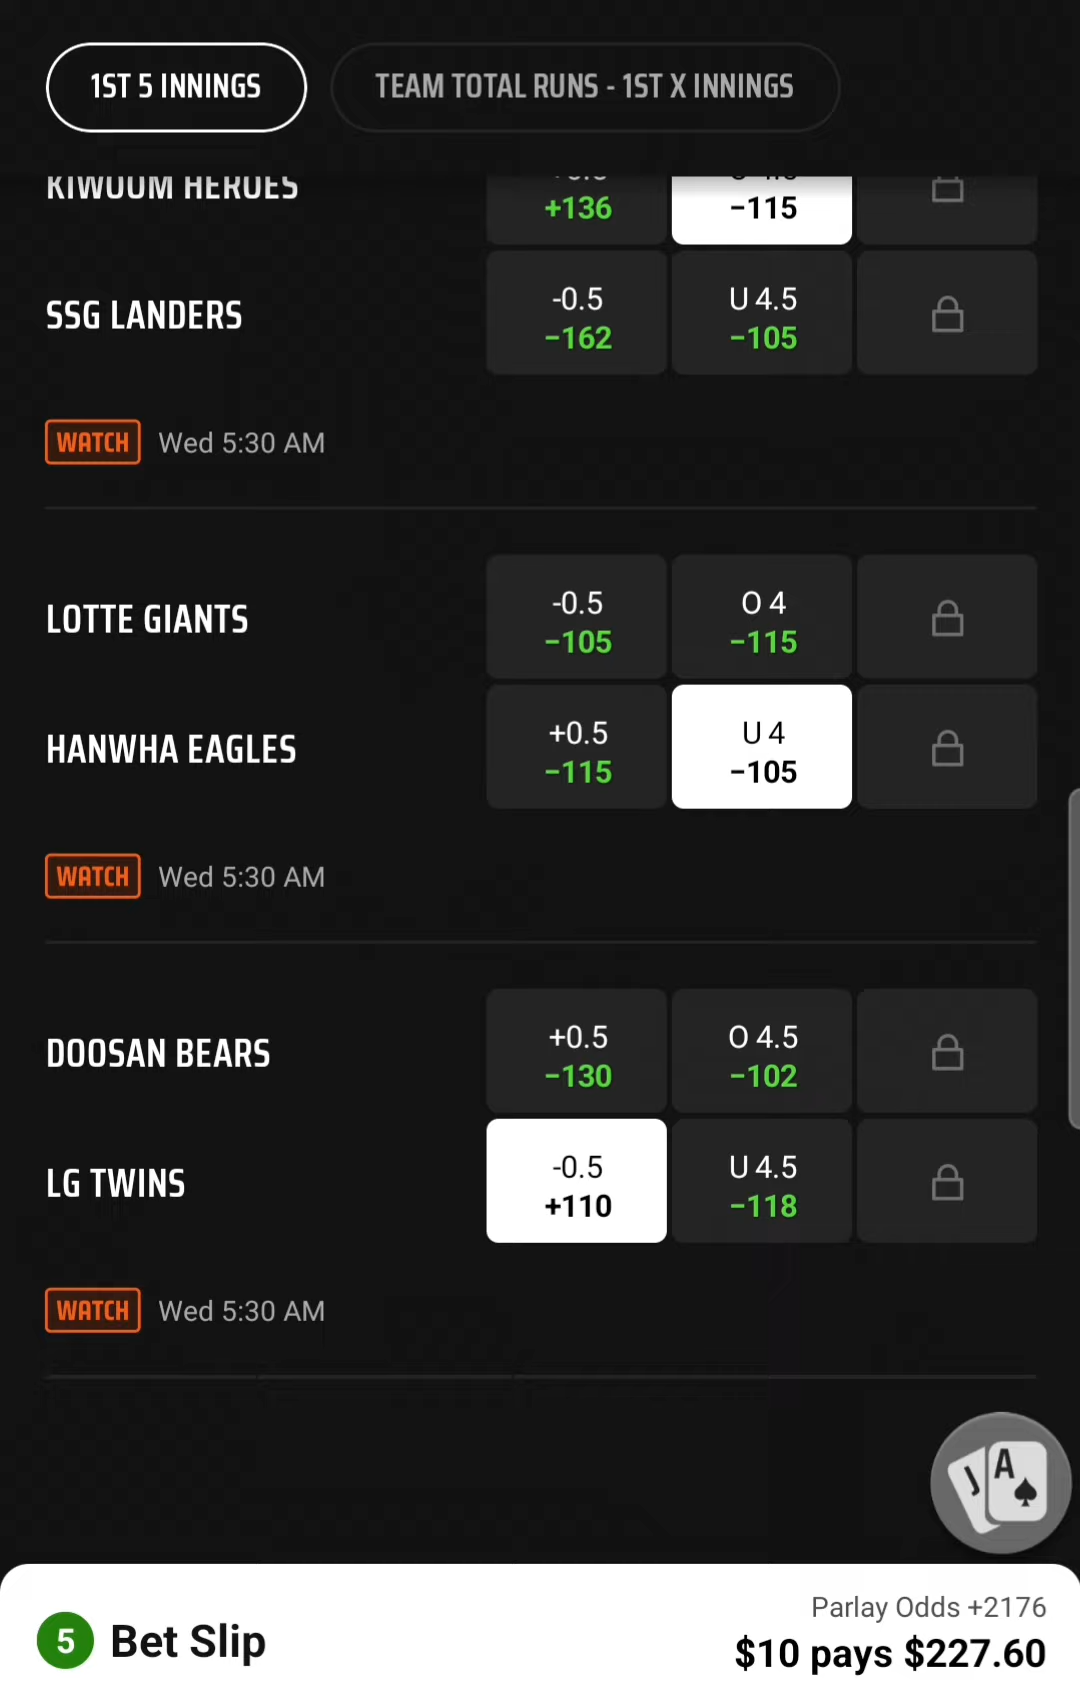 1ST 5 INNINGS
TEAM TOTAL RUNS - 1ST X INNINGS
KIWOOM HEROES
+136
−115
SSG LANDERS
-0.5
−162
U 4.5
−105
WATCH Wed 5:30 AM
LOTTE GIANTS
-0.5
−105
O 4
−115
HANWHA EAGLES
+0.5
−115
U 4
−105
WATCH Wed 5:30 AM
DOOSAN BEARS
+0.5
−130
O 4.5
−102
LG TWINS
-0.5
+110
U 4.5
−118
WATCH Wed 5:30 AM
J A
Parlay Odds +2176
5 Bet Slip
$10 pays $227.60